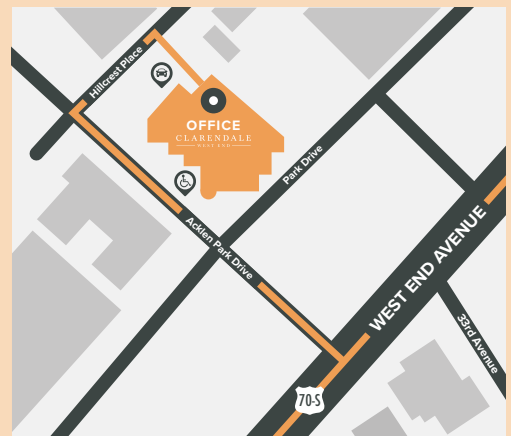 Hillcrest Place
OFFICE
CLARENDALE
WEST END
Park Drive
Acklen Park Drive
WEST END AVENUE
33rd Avenue
70-S